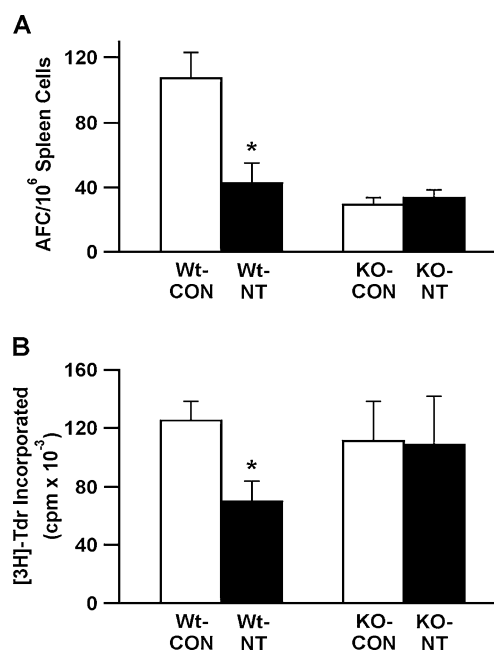 A
AFC/10⁶ Spleen Cells
120
80
40
0
*
Wt-
CON
Wt-
NT
KO-
CON
KO-
NT
B
[3H]-Tdr Incorporated
(cpm x 10⁻³)
160
120
80
40
0
*
Wt-
CON
Wt-
NT
KO-
CON
KO-
NT